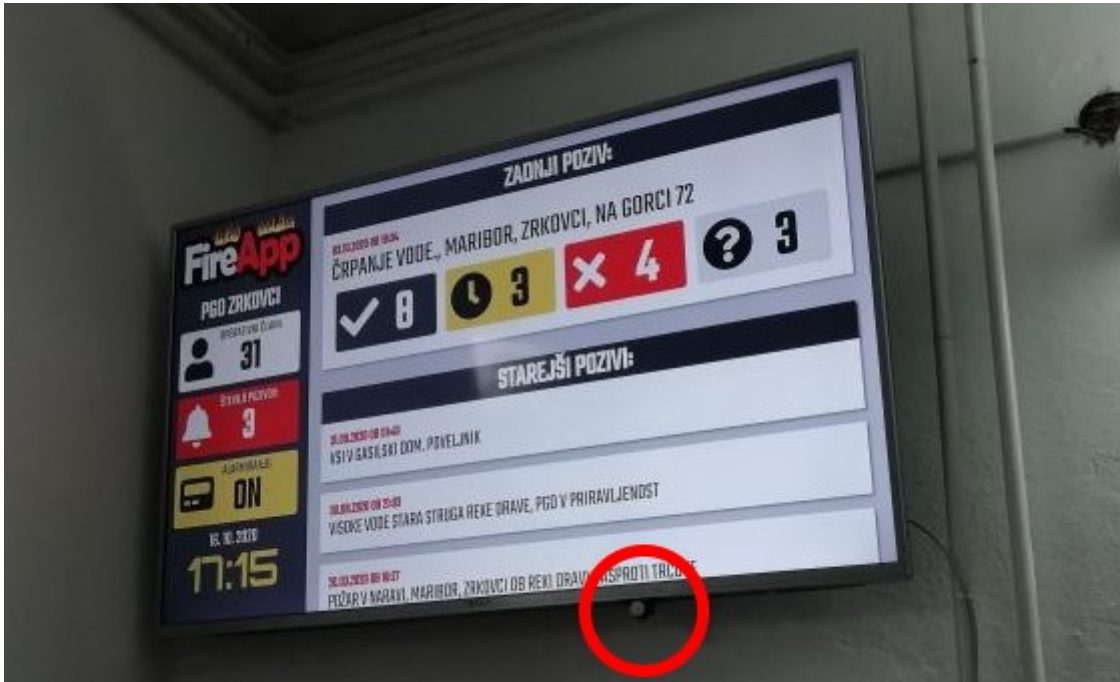 FireApp
PGD ZRKOVCI
31
3
ON
16.10.2020
17:15
ZADNJI POZIV:
ČRPANJE VODE., MARIBOR, ZRKOVCI, NA GORCI 72
8
3
4
3
STAREJŠI POZIVI:
VSI V GASILSKI DOM, POVELJNIK
VISOKE VODE STARA STRUGA REKE DRAVE, PGD V PRIRAVLJENOST
POŽAR V NARAVI, MARIBOR, ZRKOVCI OB REKI DRAVI